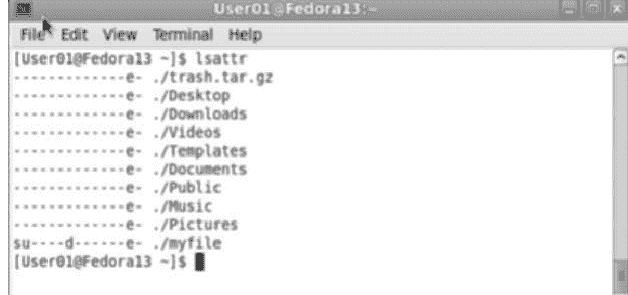 User01@Fedora13:~
File Edit View Terminal Help
[User01@Fedora13 ~]$ lsattr
-------------e- ./trash.tar.gz
-------------e- ./Desktop
-------------e- ./Downloads
-------------e- ./Videos
-------------e- ./Templates
-------------e- ./Documents
-------------e- ./Public
-------------e- ./Music
-------------e- ./Pictures
su----d------e- ./myfile
[User01@Fedora13 ~]$